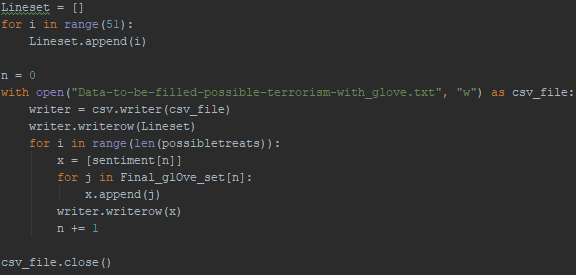 Lineset = []
for i in range(51):
    Lineset.append(i)

n = 0
with open("Data-to-be-filled-possible-terrorism-with_glove.txt", "w") as csv_file:
    writer = csv.writer(csv_file)
    writer.writerow(Lineset)
    for i in range(len(possibletreats)):
        x = [sentiment[n]]
        for j in Final_glOve_set[n]:
            x.append(j)
        writer.writerow(x)
        n += 1

csv_file.close()